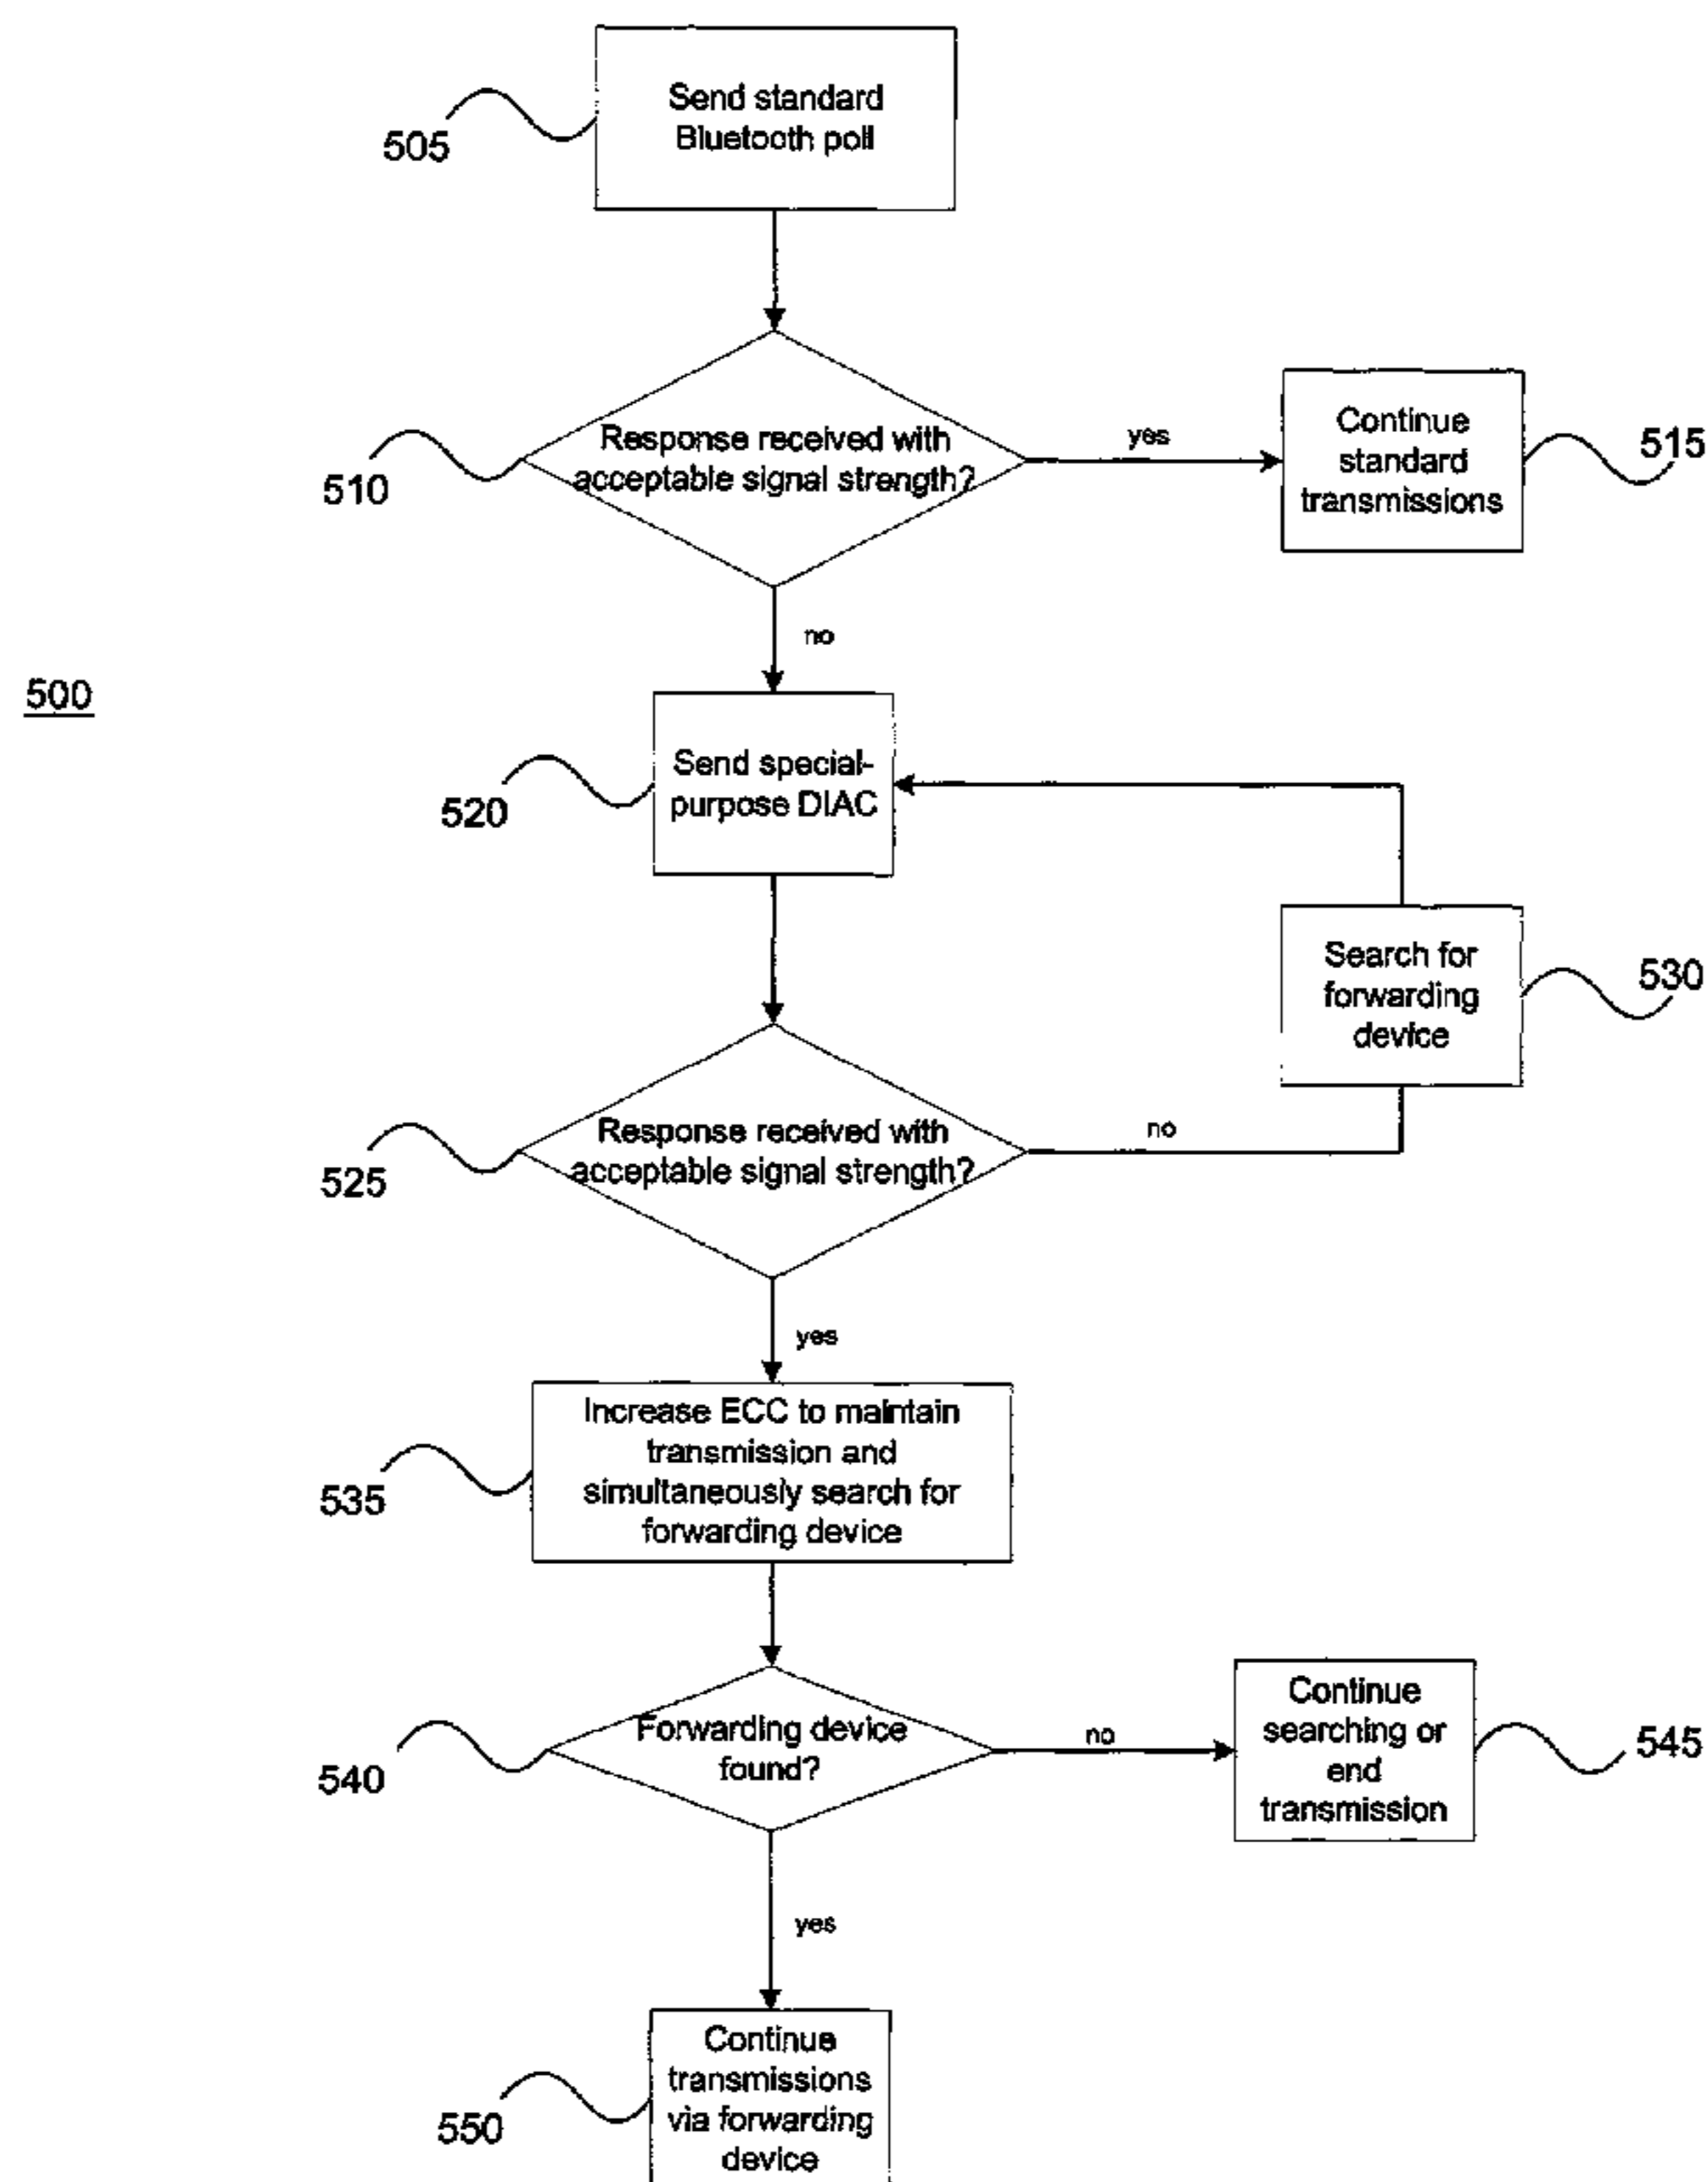 Send standard
Bluetooth poll
505
Response received with
acceptable signal strength?
510
yes
Continue
standard
transmissions
515
no
500
Send special-
purpose DIAC
520
Search for
forwarding
device
530
Response received with
acceptable signal strength?
525
no
yes
Increase ECC to maintain
transmission and
simultaneously search for
forwarding device
535
Forwarding device
found?
540
no
Continue
searching or
end
transmission
545
yes
Continue
transmissions
via forwarding
device
550